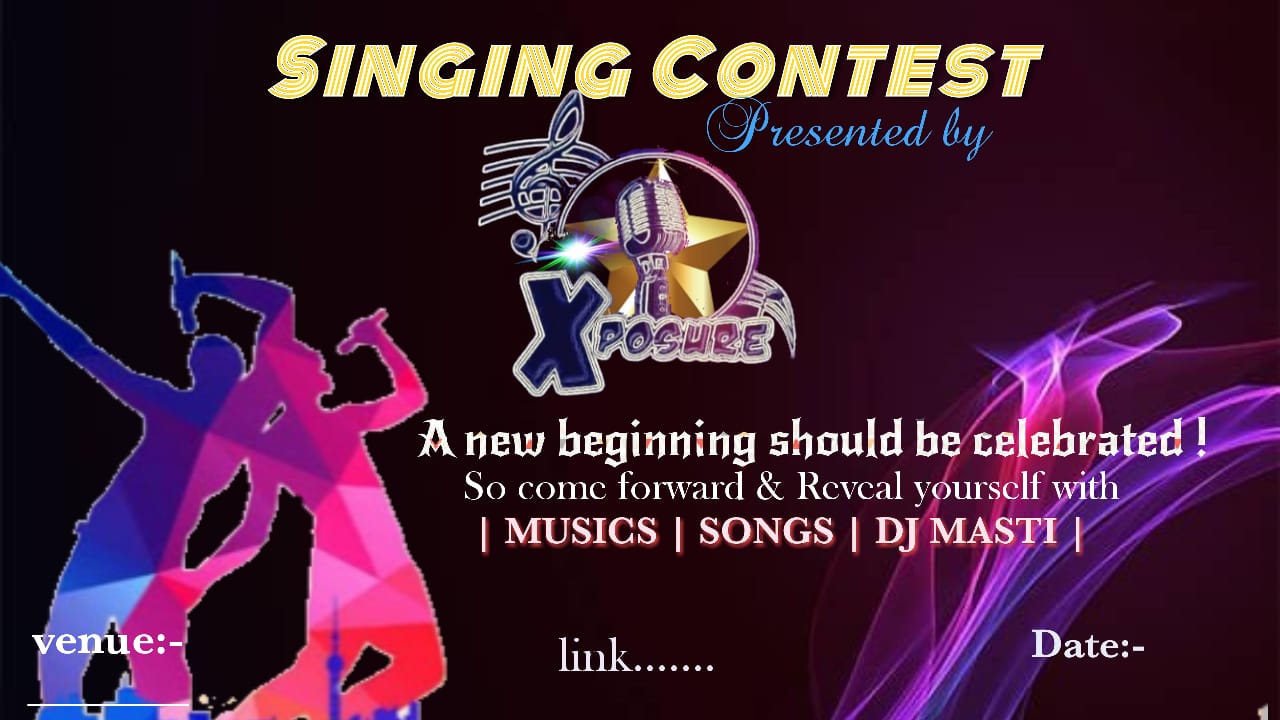 SINGING CONTEST
Presented by
XPOSURE
A new beginning should be celebrated !
So come forward & Reveal yourself with
| MUSICS | SONGS | DJ MASTI |
venue:-
link.......
Date:-